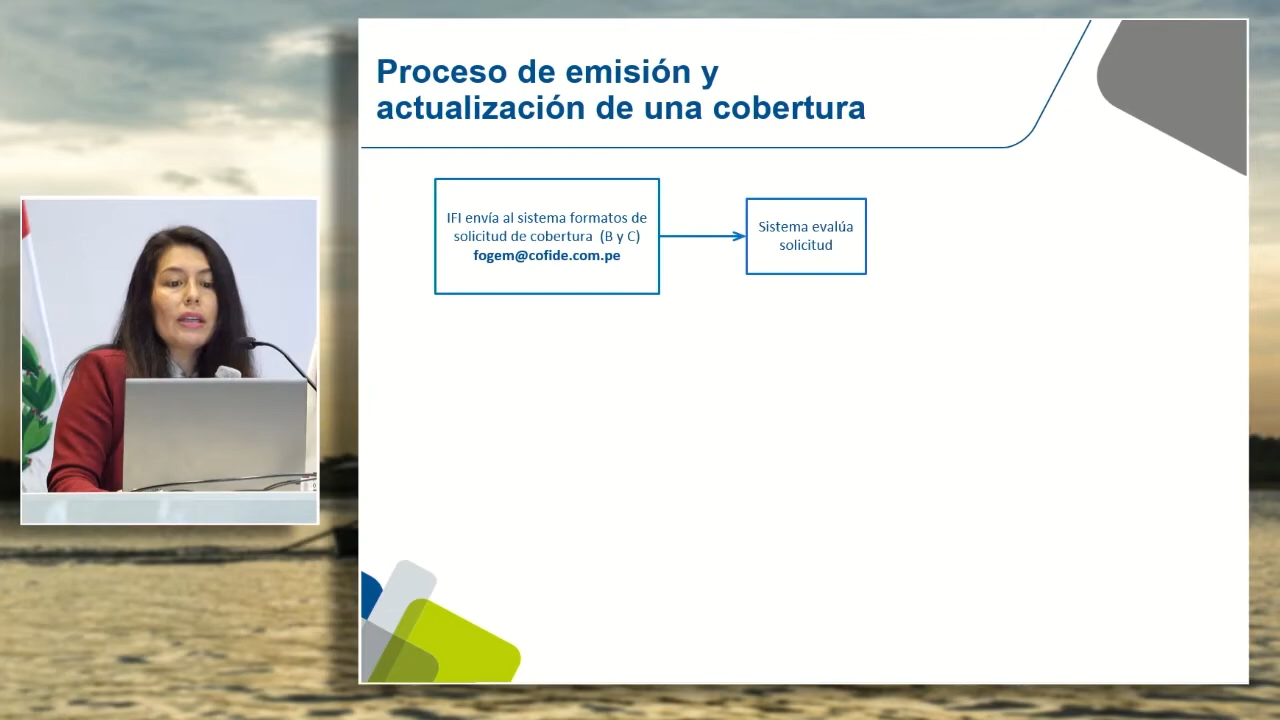 Proceso de emisión y
actualización de una cobertura
IFI envía al sistema formatos de
solicitud de cobertura (B y C)
fogem@cofide.com.pe
Sistema evalúa
solicitud